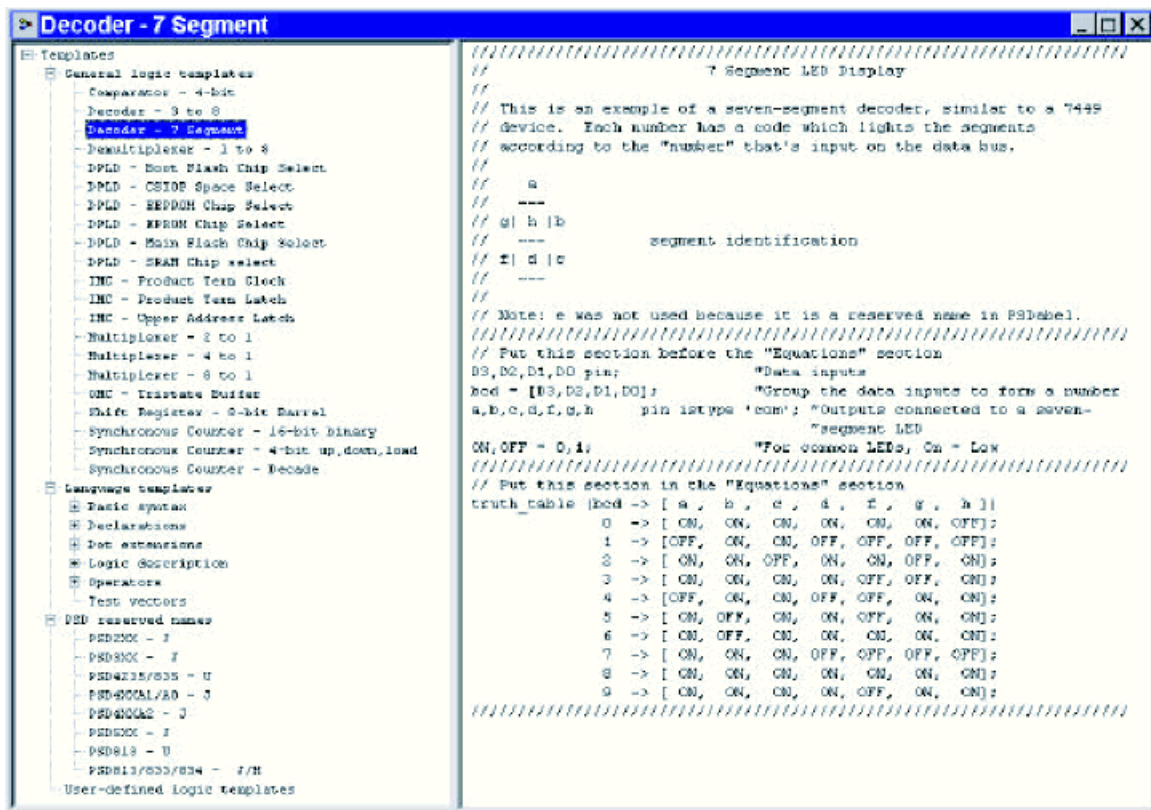 Decoder - 7 Segment
Templates
General logic templates
Comparator - 4-bit
Decoder - 3 to 8
Decoder - 7 Segment
Demultiplexer - 1 to 8
DPLD - Boot Flash Chip Select
DPLD - CSIOP Space Select
DPLD - EEPROM Chip Select
DPLD - EPROM Chip Select
DPLD - Main Flash Chip Select
DPLD - SRAM Chip select
IMC - Product Term Clock
IMC - Product Term Latch
IMC - Upper Address Latch
Multiplexer - 2 to 1
Multiplexer - 4 to 1
Multiplexer - 8 to 1
OMC - Tristate Buffer
Shift Register - 8-bit Barrel
Synchronous Counter - 16-bit binary
Synchronous Counter - 4-bit up,down,load
Synchronous Counter - Decade
Language templates
Basic syntax
Declarations
Dot extensions
Logic description
Operators
Test vectors
PSD reserved names
PSD2XX - J
PSD3XX - J
PSD4235/835 - U
PSD4XXA1/A0 - J
PSD4XXA2 - J
PSD5XX - J
PSD813 - U
PSD813/833/834 - J/M
User-defined logic templates
////////////////////////////////////////////////////////////////////////
// 7 Segment LED Display
//
// This is an example of a seven-segment decoder, similar to a 7449
// device. Each number has a code which lights the segments
// according to the "number" that's input on the data bus.
//
// a
// ---
// g| h |b
// --- segment identification
// f| d |c
// ---
//
// Note: e was not used because it is a reserved name in PSDabel.
////////////////////////////////////////////////////////////////////////
// Put this section before the "Equations" section
D3,D2,D1,D0 pin; "Data inputs
bcd = [D3,D2,D1,D0]; "Group the data inputs to form a number
a,b,c,d,f,g,h pin istype 'com'; "Outputs connected to a seven-
"segment LED
ON,OFF = 0,1; "For common LEDs, On = Low
////////////////////////////////////////////////////////////////////////
// Put this section in the "Equations" section
truth_table (bcd -> [ a , b , c , d , f , g , h ])
0 -> [ ON, ON, ON, ON, ON, ON, OFF];
1 -> [OFF, ON, ON, OFF, OFF, OFF, OFF];
2 -> [ ON, ON, OFF, ON, ON, OFF, ON];
3 -> [ ON, ON, ON, ON, OFF, OFF, ON];
4 -> [OFF, ON, ON, OFF, OFF, ON, ON];
5 -> [ ON, OFF, ON, ON, OFF, ON, ON];
6 -> [ ON, OFF, ON, ON, ON, ON, ON];
7 -> [ ON, ON, ON, OFF, OFF, OFF, OFF];
8 -> [ ON, ON, ON, ON, ON, ON, ON];
9 -> [ ON, ON, ON, ON, OFF, ON, ON];
////////////////////////////////////////////////////////////////////////